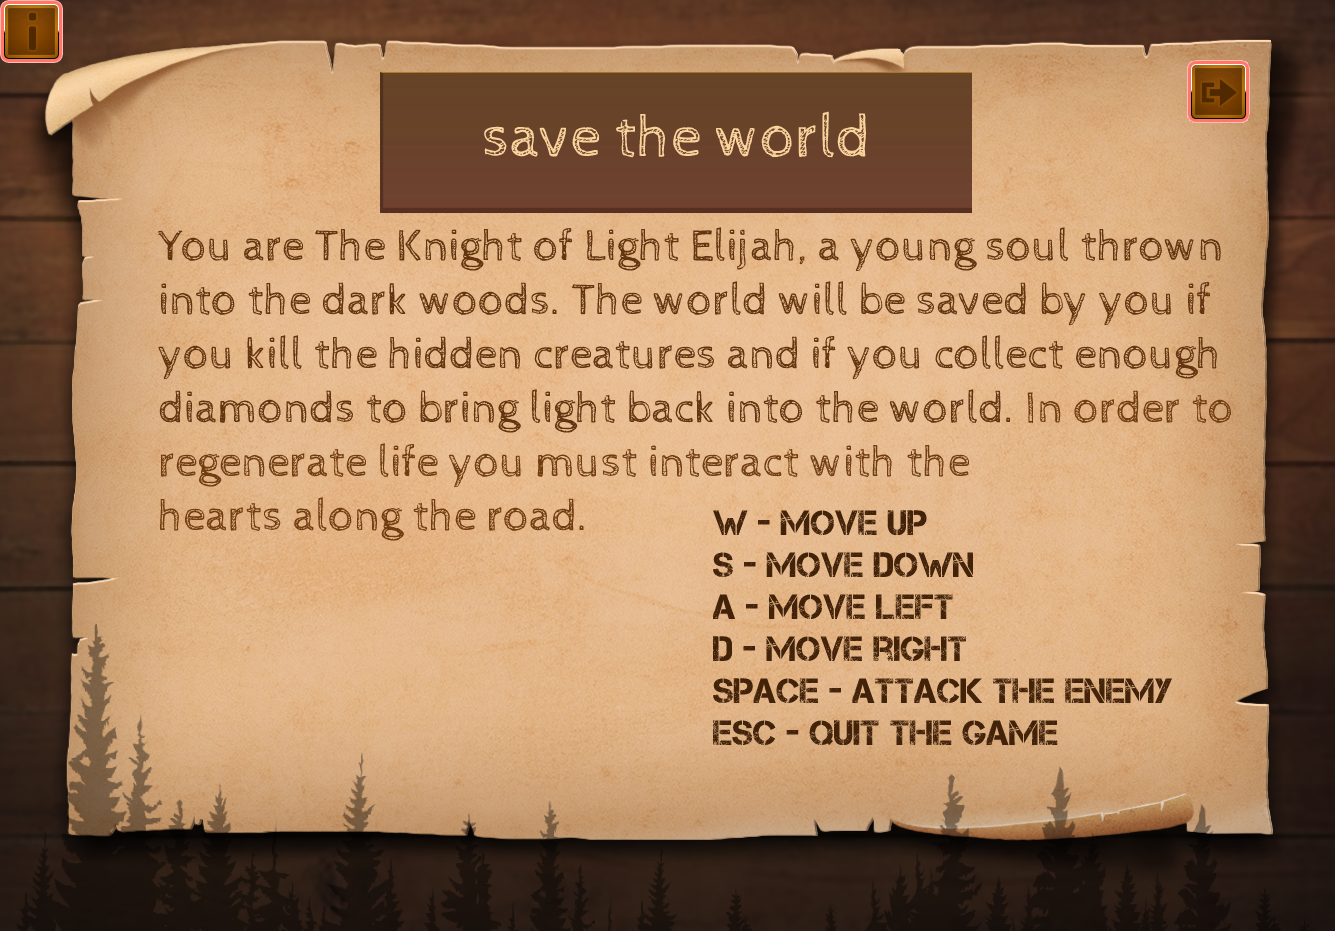 save the world
You are The Knight of Light Elijah, a young soul thrown
into the dark woods. The world will be saved by you if
you kill the hidden creatures and if you collect enough
diamonds to bring light back into the world. In order to
regenerate life you must interact with the
hearts along the road.
W - MOVE UP
S - MOVE DOWN
A - MOVE LEFT
D - MOVE RIGHT
SPACE - ATTACK THE ENEMY
ESC - QUIT THE GAME